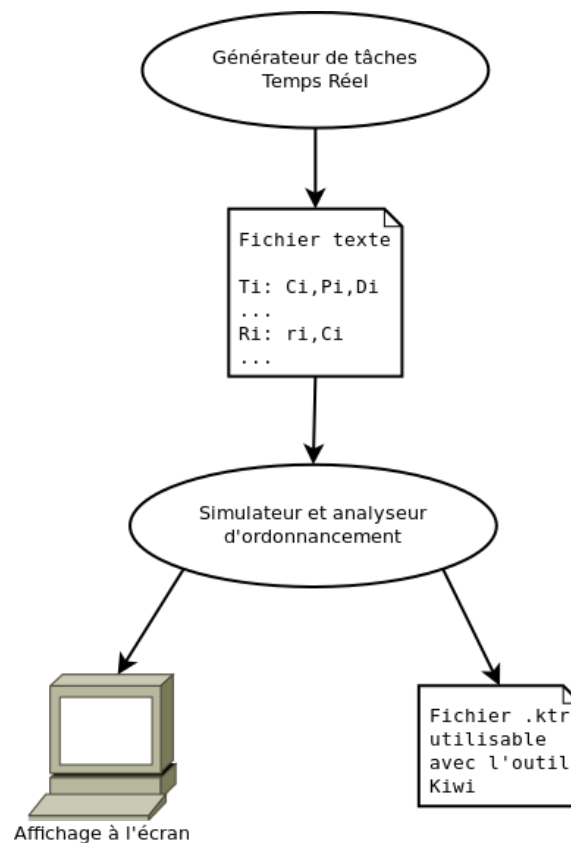 Générateur de tâches
Temps Réel
Fichier texte
Ti: Ci,Pi,Di
...
Ri: ri,Ci
...
Simulateur et analyseur
d'ordonnancement
Fichier .ktr
utilisable
avec l'outil
Kiwi
Affichage à l'écran